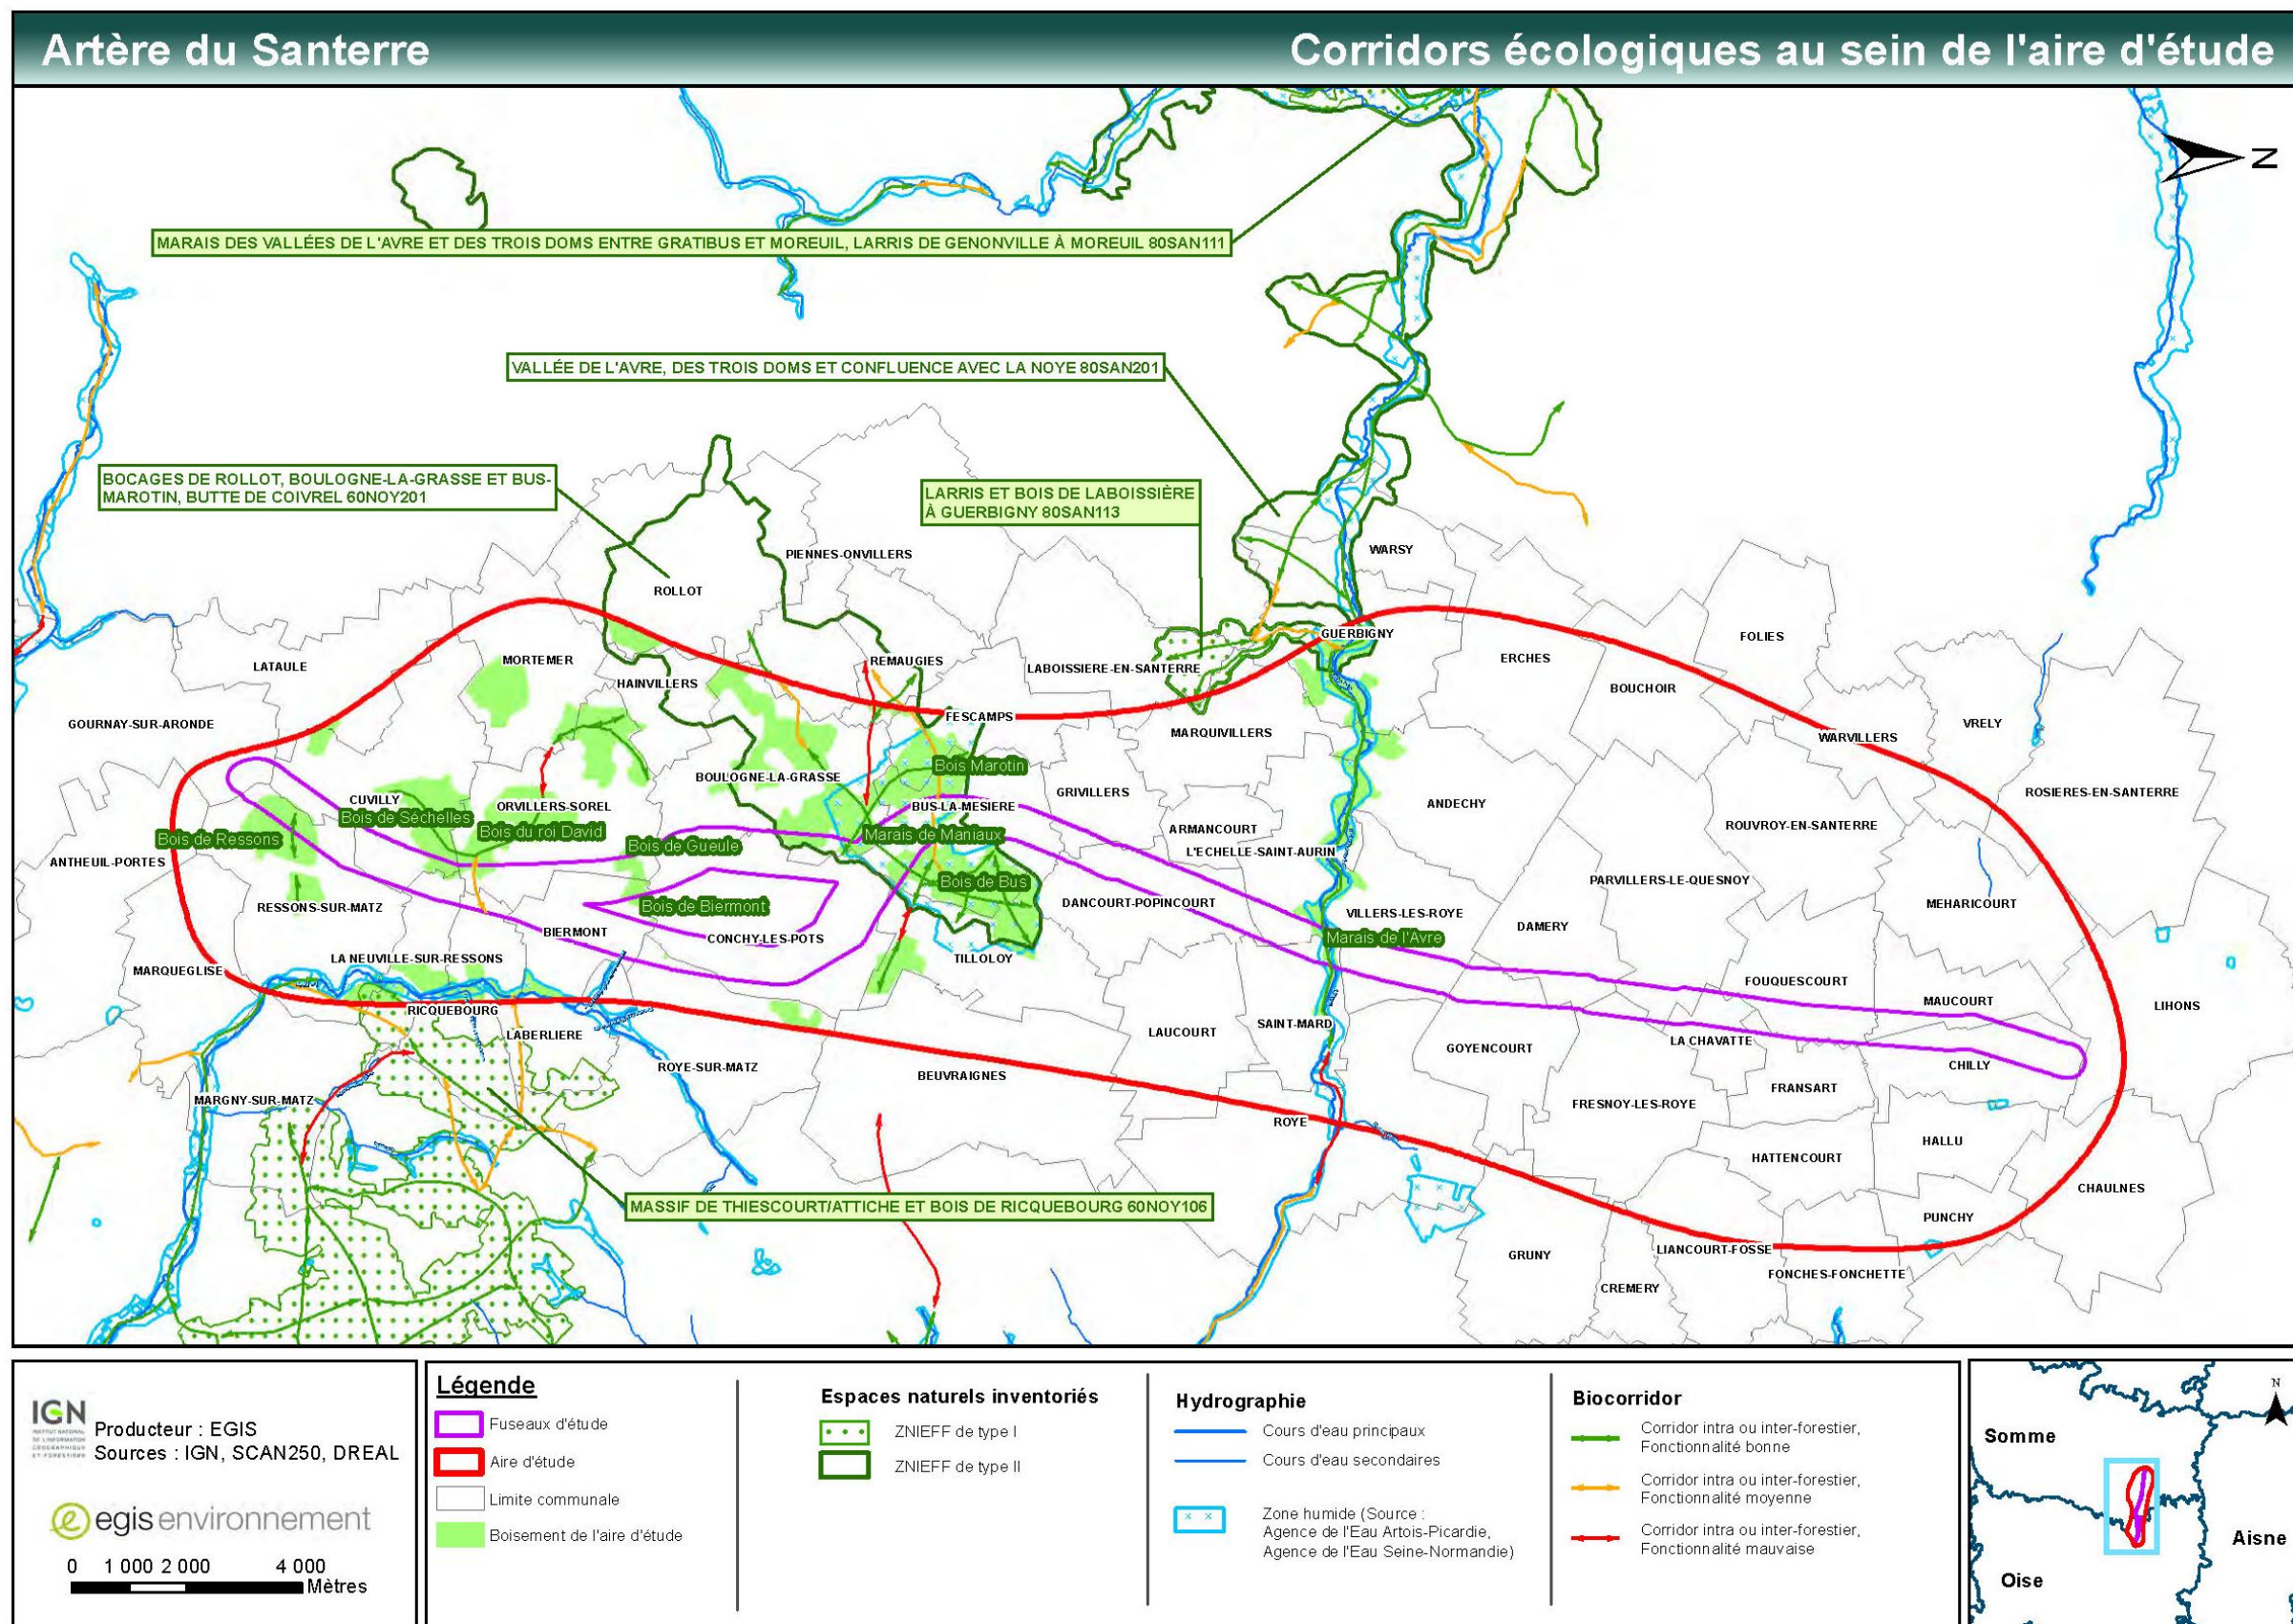 Artère du Santerre
Corridors écologiques au sein de l'aire d'étude
N
MARAIS DES VALLÉES DE L'AVRE ET DES TROIS DOMS ENTRE GRATIBUS ET MOREUIL, LARRIS DE GENONVILLE À MOREUIL 80SAN111
VALLÉE DE L'AVRE, DES TROIS DOMS ET CONFLUENCE AVEC LA NOYE 80SAN201
BOCAGES DE ROLLOT, BOULOGNE-LA-GRASSE ET BUS-
MAROTIN, BUTTE DE COIVREL 60NOY201
LARRIS ET BOIS DE LABOISSIÈRE
À GUERBIGNY 80SAN113
WARSY
PIENNES-ONVILLERS
ROLLOT
GUERBIGNY
FOLIES
LATAULE
MORTEMER
REMAUGIES
LABOISSIERE-EN-SANTERRE
ERCHES
HAINVILLERS
BOUCHOIR
GOURNAY-SUR-ARONDE
FESCAMPS
MARQUIVILLERS
WARVILLERS
VRELY
Bois Marotin
BOULOGNE-LA-GRASSE
GRIVILLERS
ROSIERES-EN-SANTERRE
CUVILLY
ORVILLERS-SOREL
BUS-LA-MESIERE
ANDECHY
Bois de Séchelles
Bois du roi David
Marais de Maniaux
ARMANCOURT
ROUVROY-EN-SANTERRE
Bois de Ressons
Bois de Gueule
L'ECHELLE-SAINT-AURIN
ANTHEUIL-PORTES
Bois de Bus
PARVILLERS-LE-QUESNOY
RESSONS-SUR-MATZ
Bois de Biermont
DANCOURT-POPINCOURT
VILLERS-LES-ROYE
MEHARICOURT
BIERMONT
CONCHY-LES-POTS
Marais de l'Avre
DAMERY
LA NEUVILLE-SUR-RESSONS
TILLOLOY
MARQUEGLISE
FOUQUESCOURT
MAUCOURT
LIHONS
RICQUEBOURG
LABERLIERE
LAUCOURT
SAINT-MARD
GOYENCOURT
LA CHAVATTE
ROYE-SUR-MATZ
BEUVRAIGNES
CHILLY
FRANSART
MARGNY-SUR-MATZ
FRESNOY-LES-ROYE
ROYE
HALLU
HATTENCOURT
CHAULNES
MASSIF DE THIESCOURT/ATTICHE ET BOIS DE RICQUEBOURG 60NOY106
PUNCHY
GRUNY
LIANCOURT-FOSSE
FONCHES-FONCHETTE
CREMERY
IGN
Producteur : EGIS
Sources : IGN, SCAN250, DREAL
egis environnement
0 1 000 2 000 4 000
Mètres
Légende
Fuseaux d'étude
Aire d'étude
Limite communale
Boisement de l'aire d'étude
Espaces naturels inventoriés
ZNIEFF de type I
ZNIEFF de type II
Hydrographie
Cours d'eau principaux
Cours d'eau secondaires
Zone humide (Source :
Agence de l'Eau Artois-Picardie,
Agence de l'Eau Seine-Normandie)
Biocorridor
Corridor intra ou inter-forestier,
Fonctionnalité bonne
Corridor intra ou inter-forestier,
Fonctionnalité moyenne
Corridor intra ou inter-forestier,
Fonctionnalité mauvaise
N
Somme
Aisne
Oise